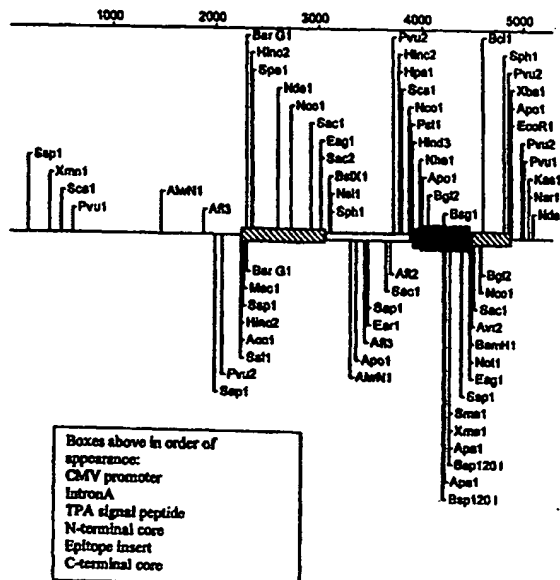 1000 2000 3000 4000 5000
Bsr G1
Hinc2
Spe1
Nde1
Nco1
Sac1
Eag1
Sac2
BstX1
Nsi1
Sph1
Ssp1
Xmn1
Sca1
Pvu1
AlwN1
Afl3
Pvu2
Hinc2
Hpa1
Sca1
Nco1
Pst1
Hind3
Xba1
Apo1
Bgl2
Bsg1
Bcl1
Sph1
Pvu2
Xba1
Apo1
EcoR1
Pvu2
Pvu1
Kas1
Nar1
Nde
Bsr G1
Msc1
Ssp1
Hinc2
Acc1
Sal1
Pvu2
Sap1
Afl2
Sac1
Sap1
Ear1
Afl3
Apo1
AlwN1
Bgl2
Nco1
Sac1
Avr2
BamH1
Not1
Eag1
Ssp1
Sma1
Xma1
Apa1
Bsp120 I
Apa1
Bsp120 I
Boxes above in order of
appearance:
CMV promoter
IntronA
TPA signal peptide
N-terminal core
Epitope insert
C-terminal core